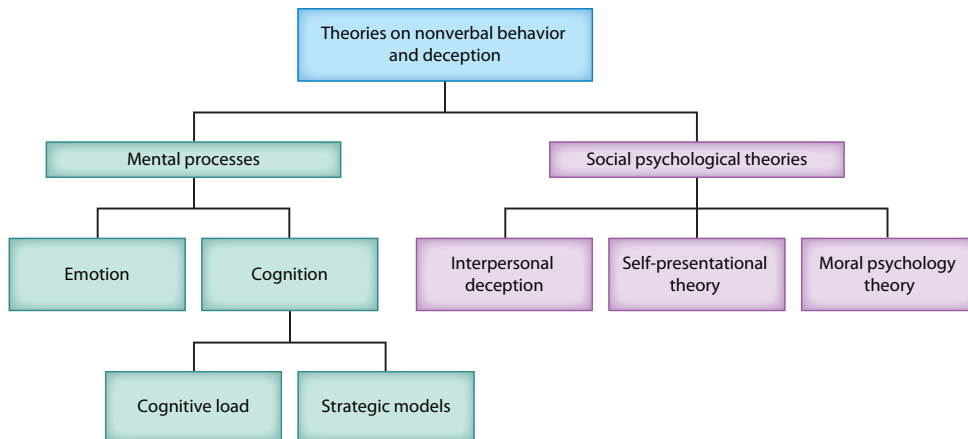 Theories on nonverbal behavior
and deception
Mental processes
Social psychological theories
Emotion
Cognition
Interpersonal
deception
Self-presentational
theory
Moral psychology
theory
Cognitive load
Strategic models